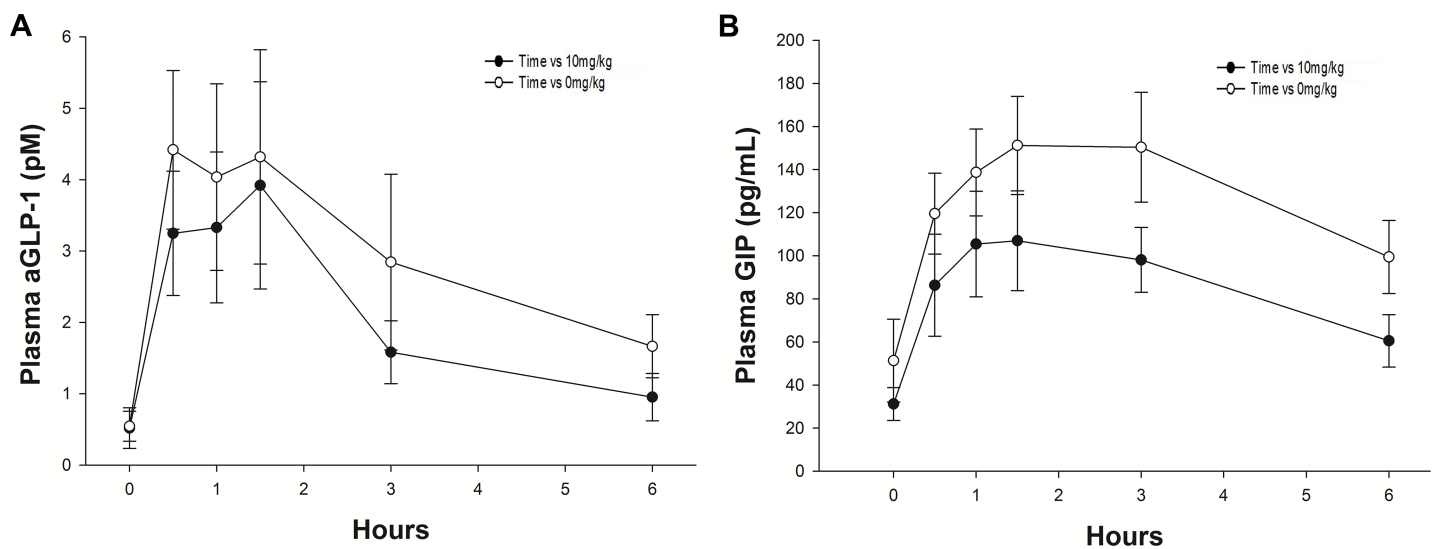 A
6
5
4
3
2
1
0
Plasma aGLP-1 (pM)
Time vs 10mg/kg
Time vs 0mg/kg
0 1 2 3 4 5 6
Hours
B
200
180
160
140
120
100
80
60
40
20
0
Plasma GIP (pg/mL)
Time vs 10mg/kg
Time vs 0mg/kg
0 1 2 3 4 5 6
Hours